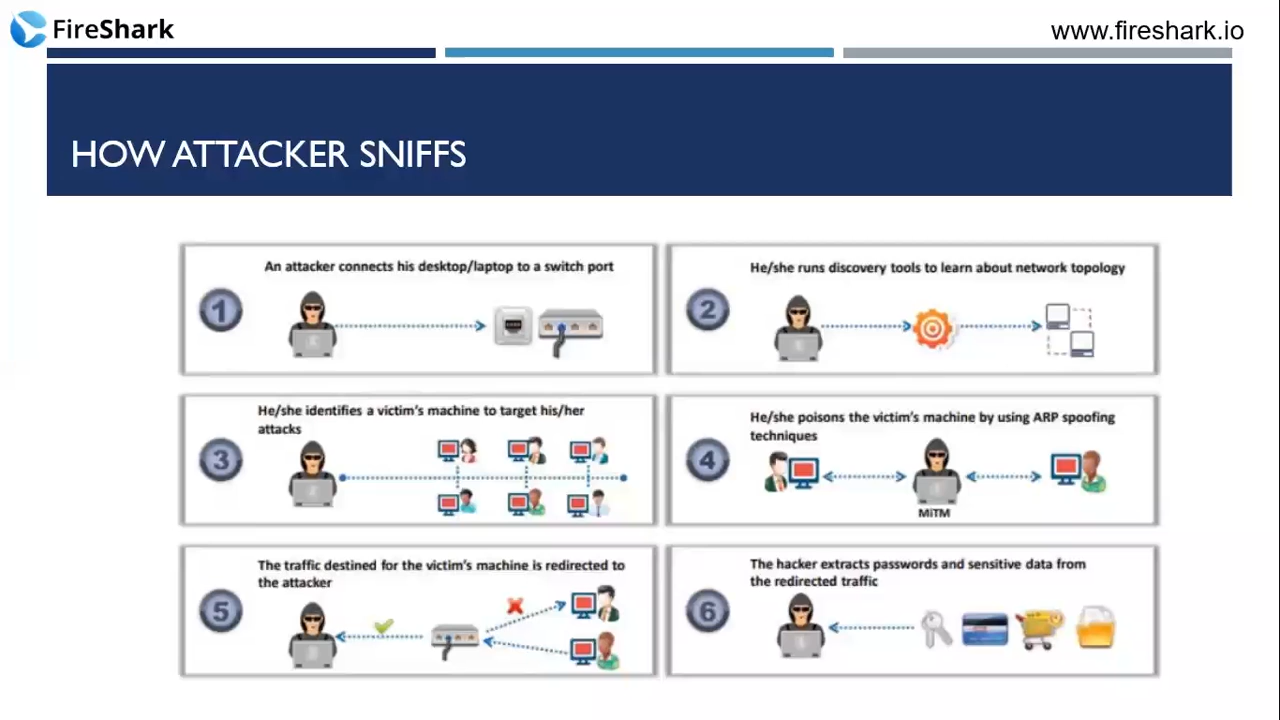 FireShark
www.fireshark.io
HOW ATTACKER SNIFFS
1
An attacker connects his desktop/laptop to a switch port
2
He/she runs discovery tools to learn about network topology
3
He/she identifies a victim's machine to target his/her
attacks
4
He/she poisons the victim's machine by using ARP spoofing
techniques
MiTM
5
The traffic destined for the victim's machine is redirected to
the attacker
6
The hacker extracts passwords and sensitive data from
the redirected traffic